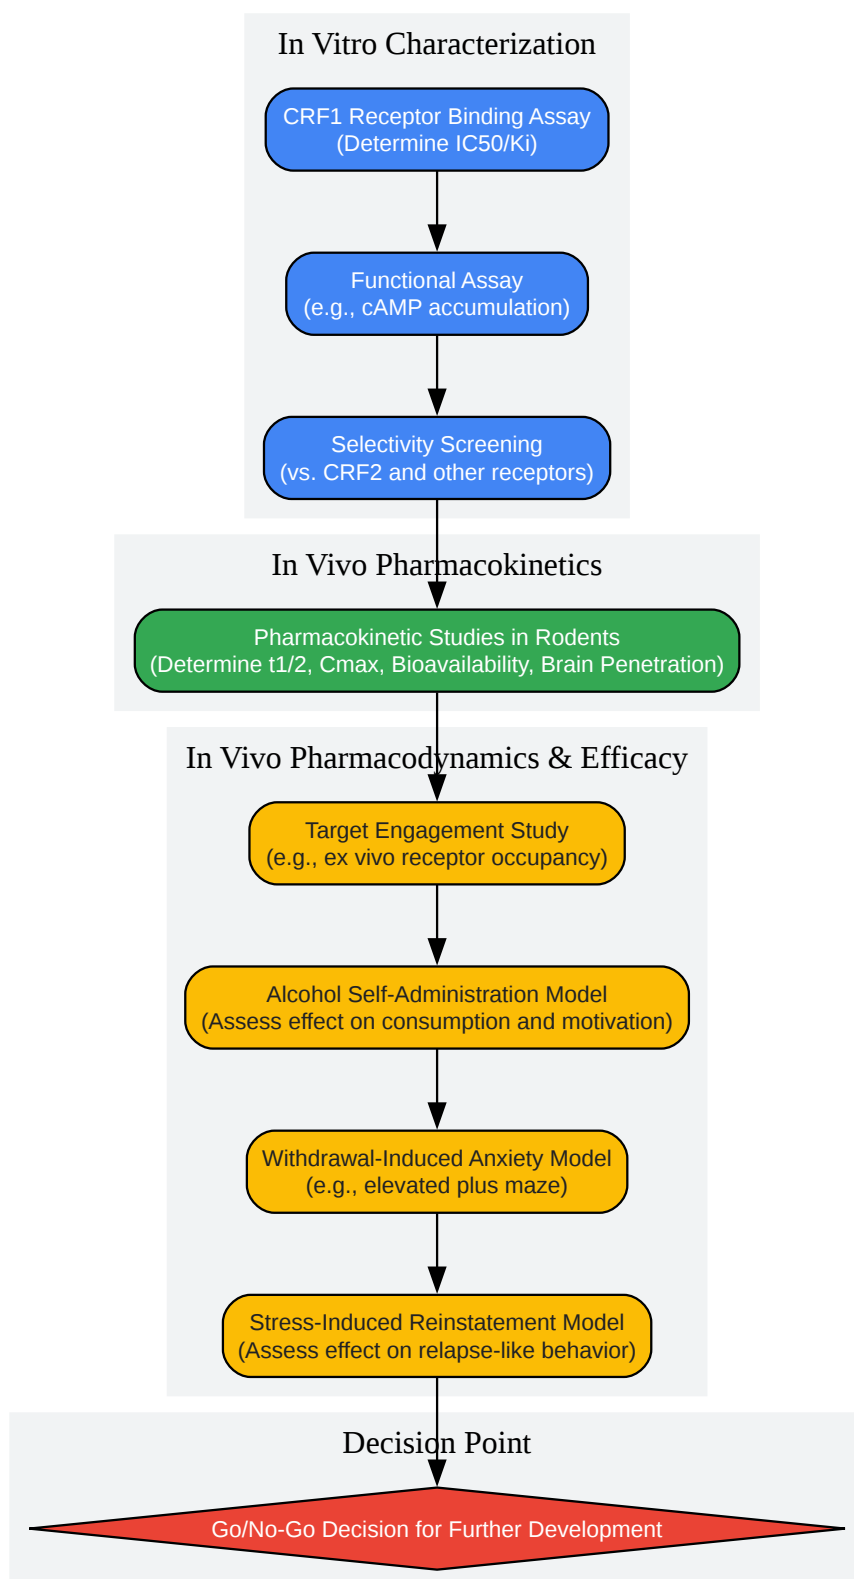 In Vitro Characterization
CRF1 Receptor Binding Assay
(Determine IC50/Ki)
Functional Assay
(e.g., cAMP accumulation)
Selectivity Screening
(vs. CRF2 and other receptors)
In Vivo Pharmacokinetics
Pharmacokinetic Studies in Rodents
(Determine t1/2, Cmax, Bioavailability, Brain Penetration)
In Vivo Pharmacodynamics & Efficacy
Target Engagement Study
(e.g., ex vivo receptor occupancy)
Alcohol Self-Administration Model
(Assess effect on consumption and motivation)
Withdrawal-Induced Anxiety Model
(e.g., elevated plus maze)
Stress-Induced Reinstatement Model
(Assess effect on relapse-like behavior)
Decision Point
Go/No-Go Decision for Further Development